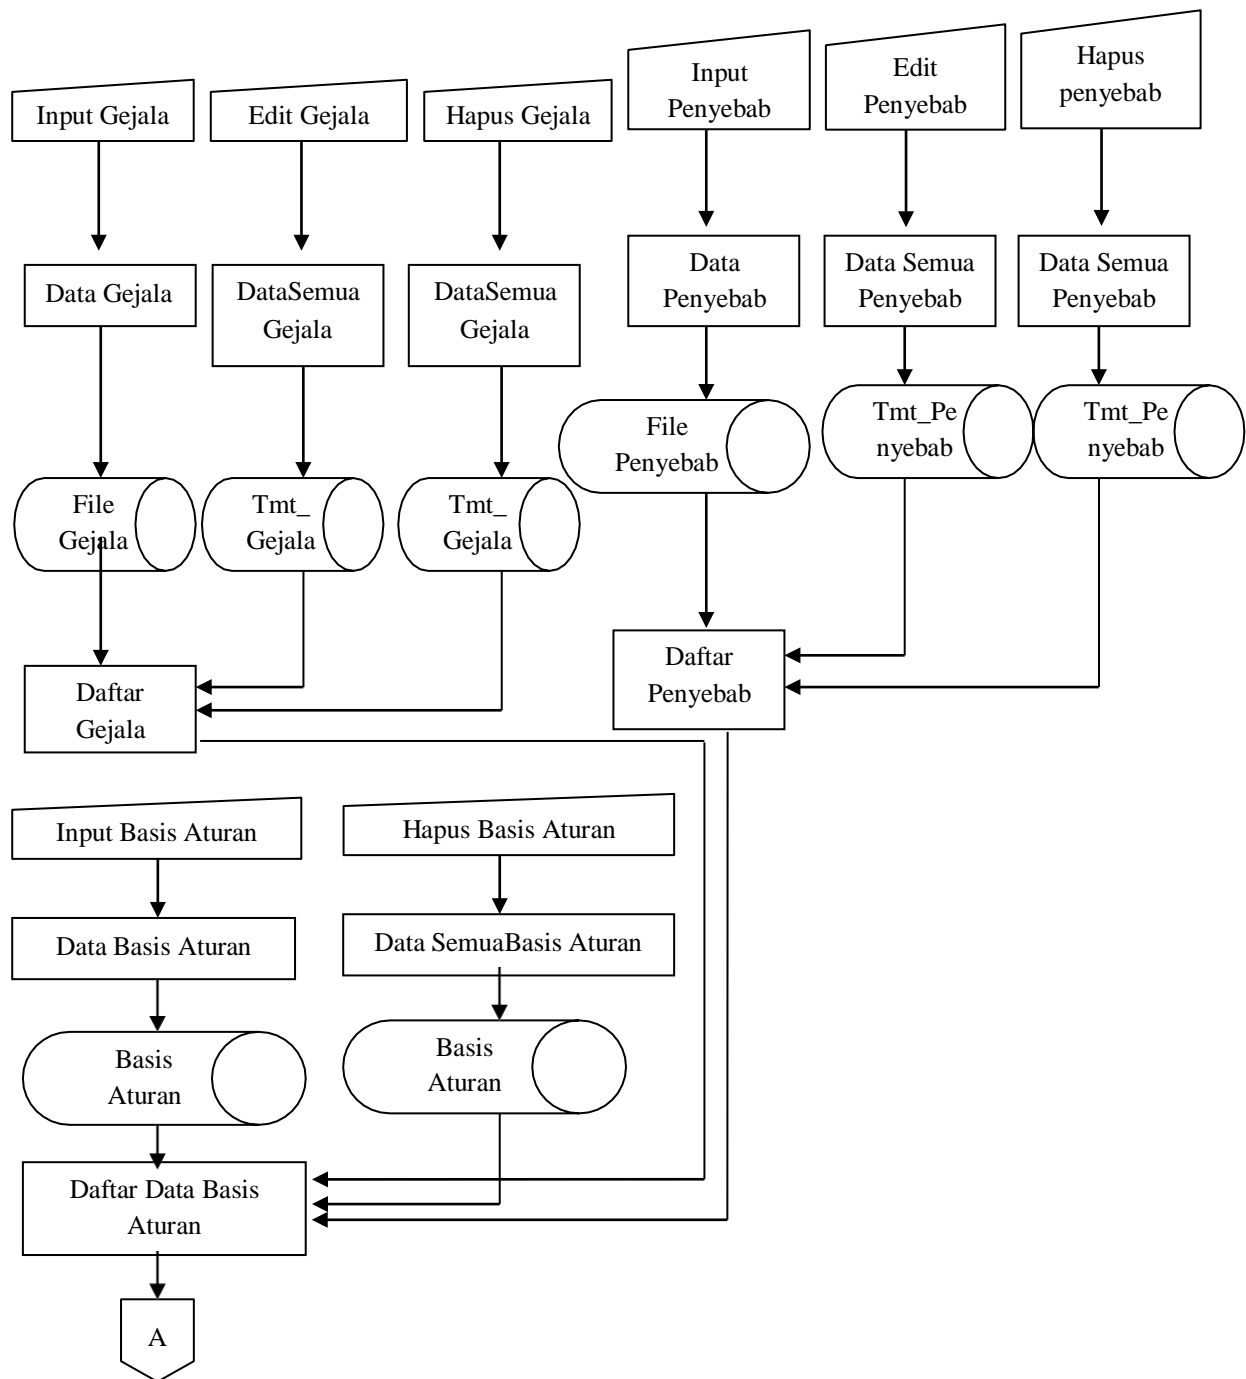 Input Gejala
Edit Gejala
Hapus Gejala
Input
Penyebab
Edit
Penyebab
Hapus
penyebab
Data Gejala
DataSemua
Gejala
DataSemua
Gejala
Data
Penyebab
Data Semua
Penyebab
Data Semua
Penyebab
File
Gejala
Tmt_
Gejala
Tmt_
Gejala
File
Penyebab
Tmt_Pe
nyebab
Tmt_Pe
nyebab
Daftar
Gejala
Daftar
Penyebab
Input Basis Aturan
Hapus Basis Aturan
Data Basis Aturan
Data SemuaBasis Aturan
Basis
Aturan
Basis
Aturan
Daftar Data Basis
Aturan
A